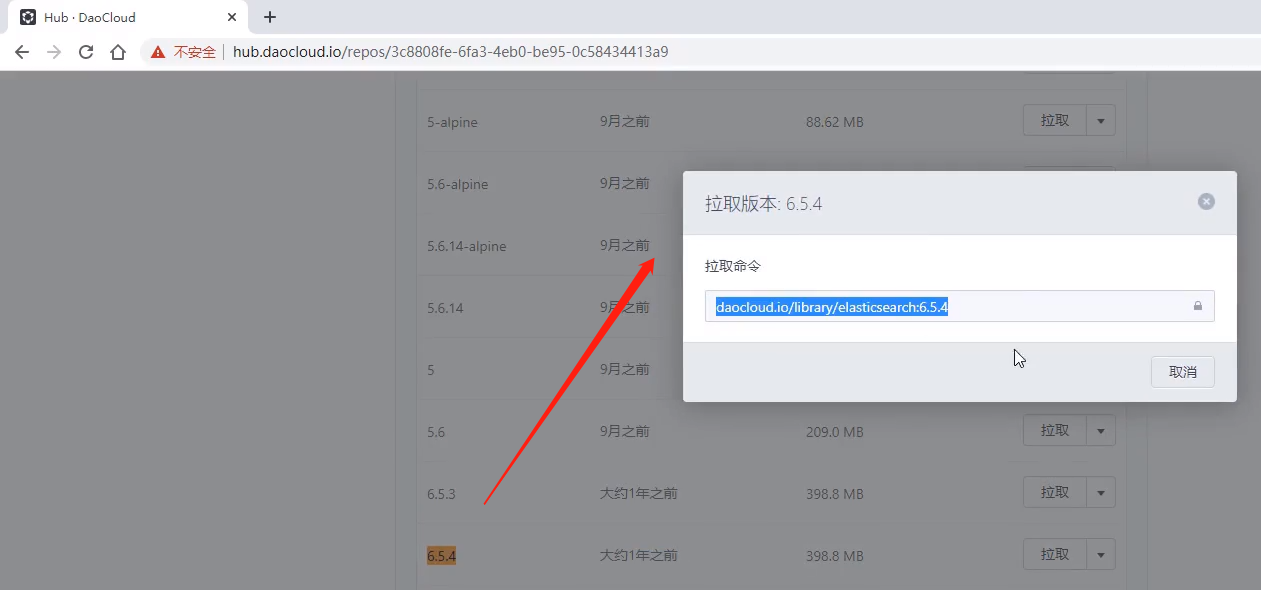 Hub · DaoCloud
不安全 hub.daocloud.io/repos/3c8808fe-6fa3-4eb0-be95-0c58434413a9
5-alpine 9月之前 88.62 MB 拉取
5.6-alpine 9月之前
拉取版本: 6.5.4
5.6.14-alpine 9月之前
拉取命令
5.6.14 9月之前
daocloud.io/library/elasticsearch:6.5.4
5 9月之前
取消
5.6 9月之前 209.0 MB 拉取
6.5.3 大约1年之前 398.8 MB 拉取
6.5.4 大约1年之前 398.8 MB 拉取